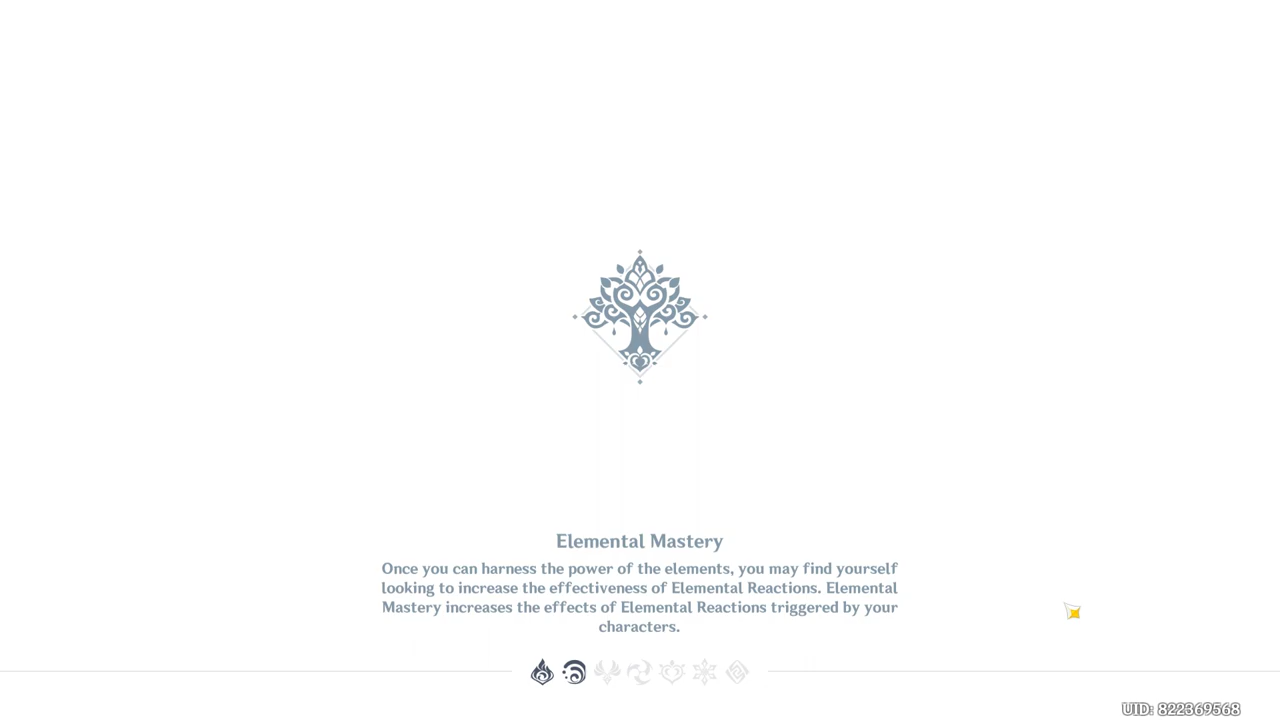 Elemental Mastery
Once you can harness the power of the elements, you may find yourself
looking to increase the effectiveness of Elemental Reactions. Elemental
Mastery increases the effects of Elemental Reactions triggered by your
characters.
UID: 822369568